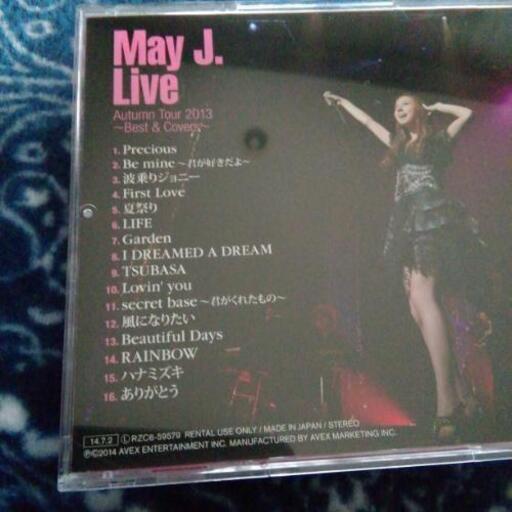 May J.
Live
Autumn Tour 2013
~Best & Covers~
1. Precious
2. Be mine ~君が好きだよ~
3. 波乗りジョニー
4. First Love
5. 夏祭り
6. LIFE
7. Garden
8. I DREAMED A DREAM
9. TSUBASA
10. Lovin' you
11. secret base ~君がくれたもの~
12. 風になりたい
13. Beautiful Days
14. RAINBOW
15. ハナミズキ
16. ありがとう
14.7.2 Ⓛ RZC6-59579 RENTAL USE ONLY / MADE IN JAPAN / STEREO
Ⓟ©2014 AVEX ENTERTAINMENT INC. MANUFACTURED BY AVEX MARKETING INC.